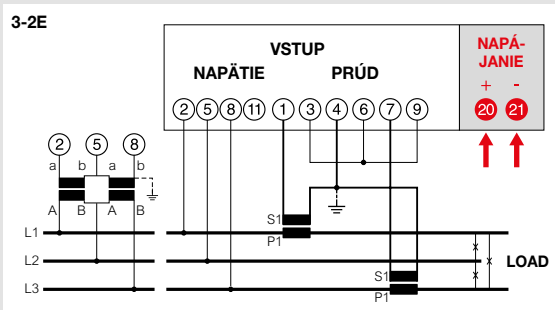 3-2E
VSTUP
NAPÄTIE PRÚD
NAPÁ-
JANIE
+ -
2 5 8 11 1 3 4 6 7 9 20 21
2 5 8
a b a b
A B A B
S1
P1
L1
L2
L3
S1
P1
LOAD